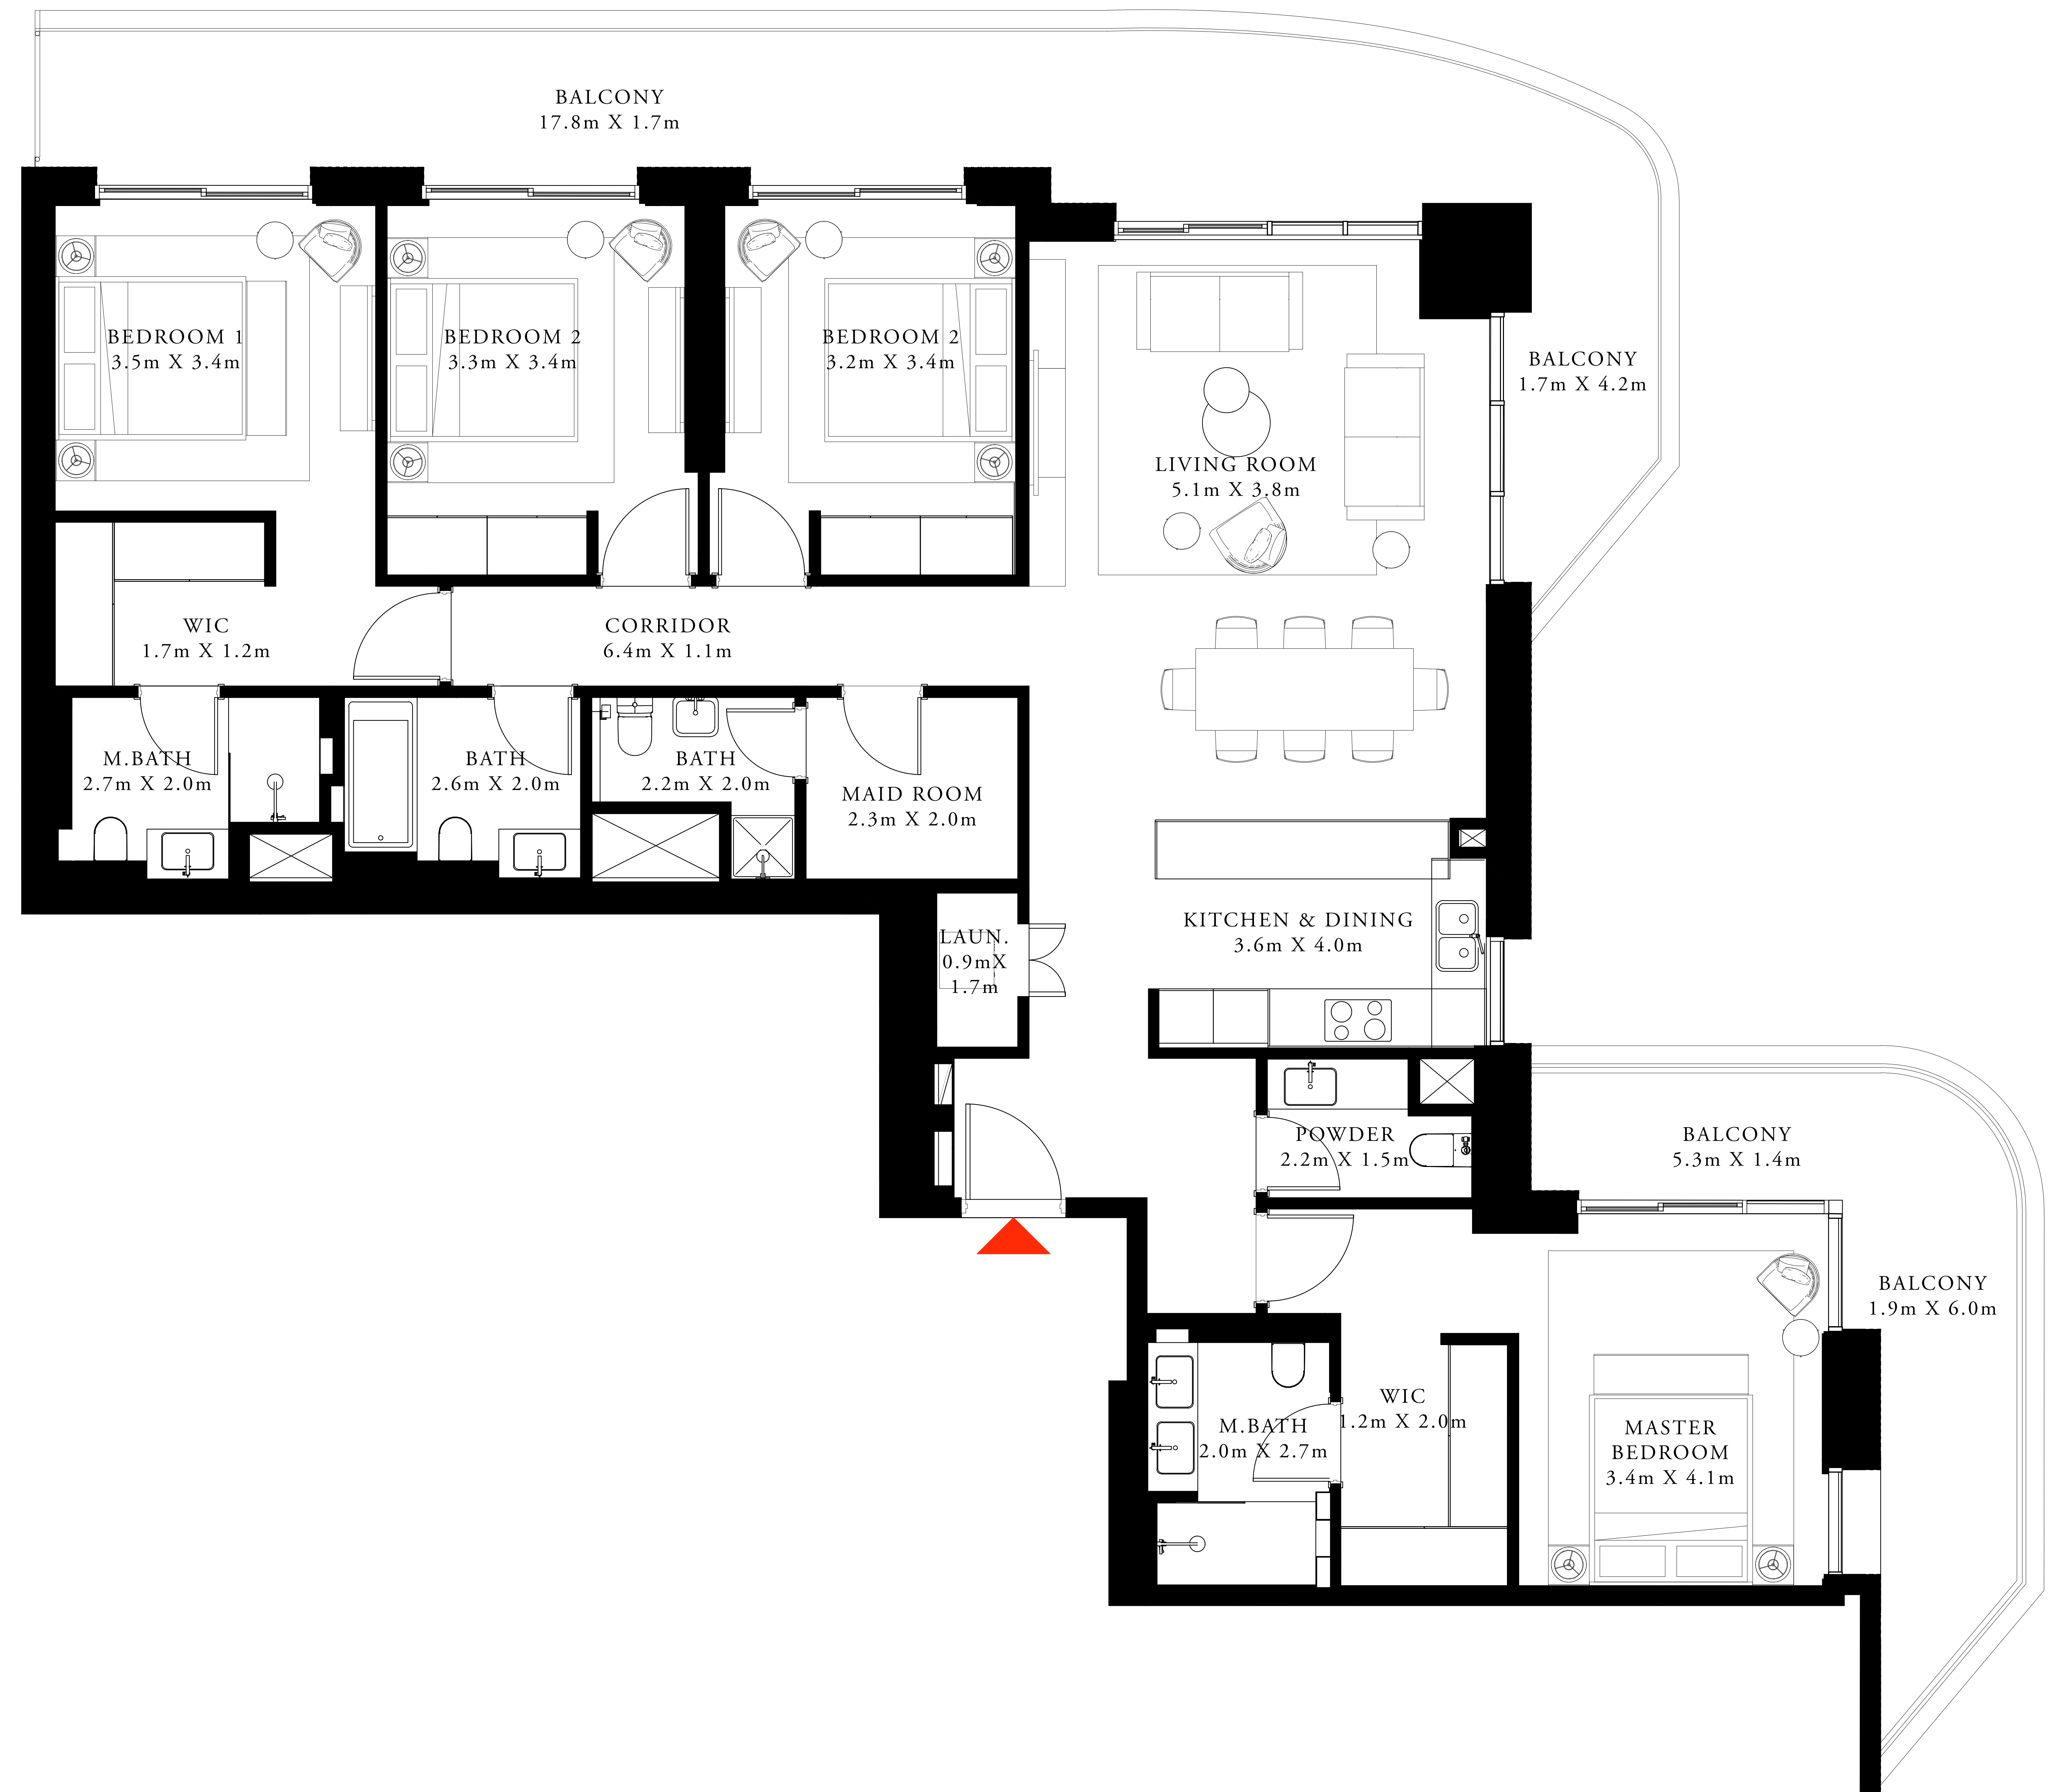 BALCONY
17.8m X 1.7m
BEDROOM 1
3.5m X 3.4m
BEDROOM 2
3.3m X 3.4m
BEDROOM 2
3.2m X 3.4m
BALCONY
1.7m X 4.2m
LIVING ROOM
5.1m X 3.8m
WIC
1.7m X 1.2m
CORRIDOR
6.4m X 1.1m
M.BATH
2.7m X 2.0m
BATH
2.6m X 2.0m
BATH
2.2m X 2.0m
MAID ROOM
2.3m X 2.0m
KITCHEN & DINING
3.6m X 4.0m
LAUN.
0.9mX
1.7m
POWDER
2.2m X 1.5m
BALCONY
5.3m X 1.4m
BALCONY
1.9m X 6.0m
WIC
1.2m X 2.0m
M.BATH
2.0m X 2.7m
MASTER
BEDROOM
3.4m X 4.1m